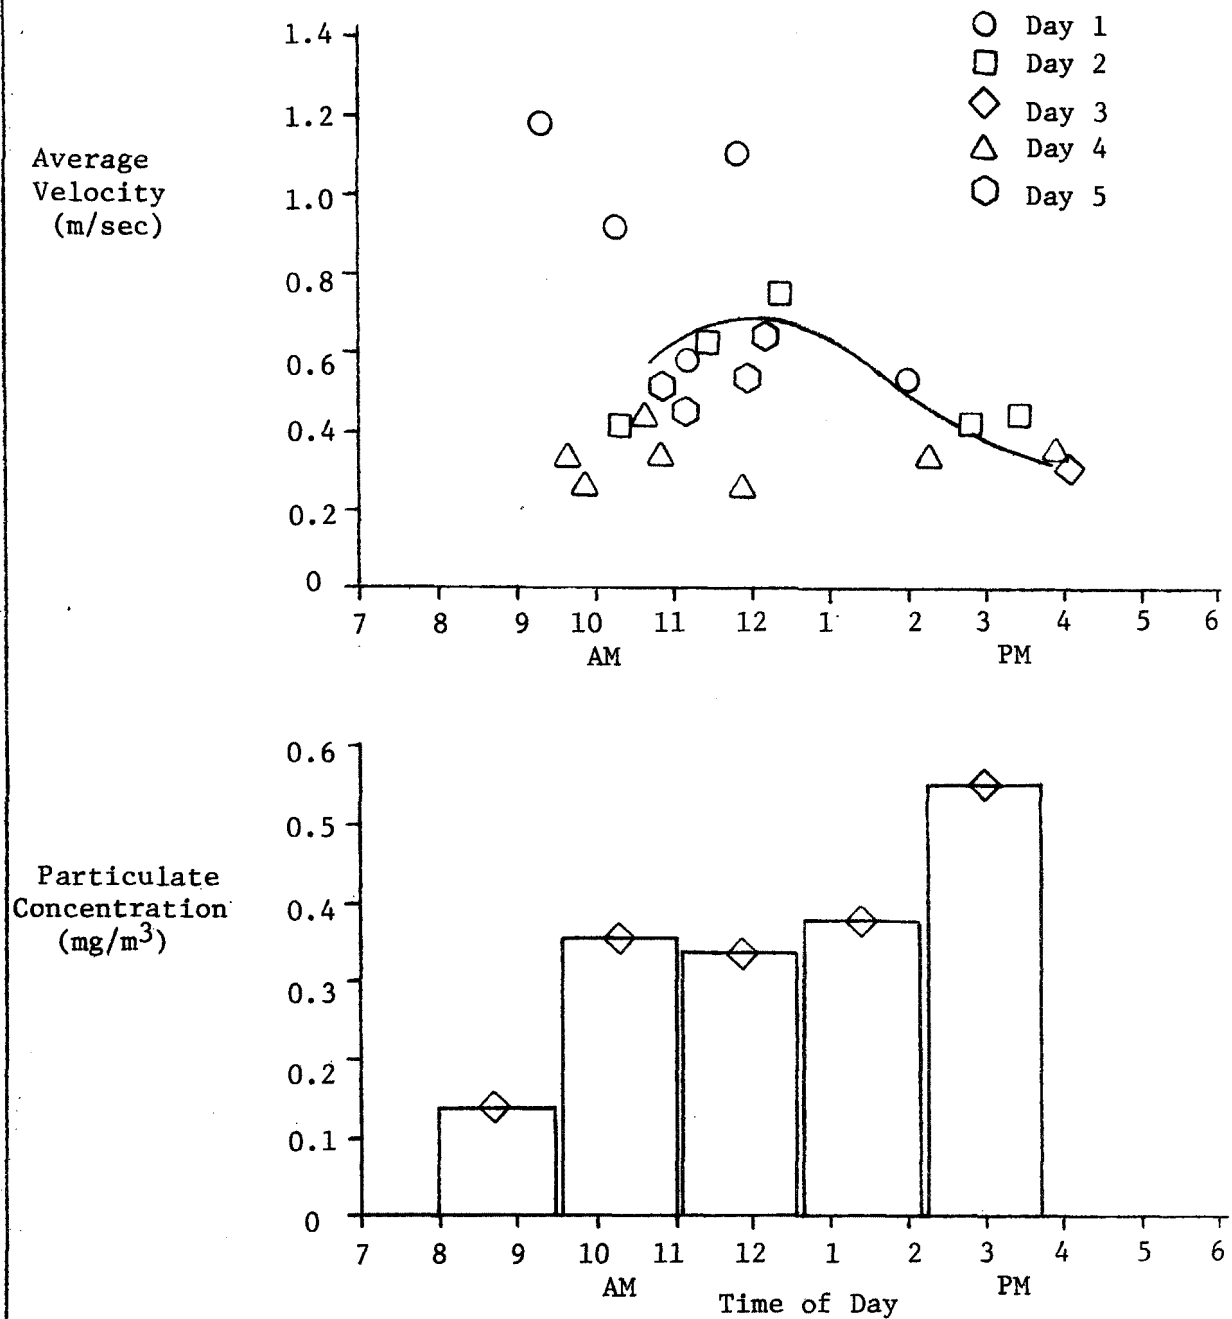 Day 1
Day 2
Day 3
Day 4
Day 5
Average
Velocity
(m/sec)
1.4
1.2
1.0
0.8
0.6
0.4
0.2
0
7 8 9 10 11 12 1 2 3 4 5 6
AM PM
Particulate
Concentration
(mg/m³)
0.6
0.5
0.4
0.3
0.2
0.1
0
7 8 9 10 11 12 1 2 3 4 5 6
AM PM
Time of Day